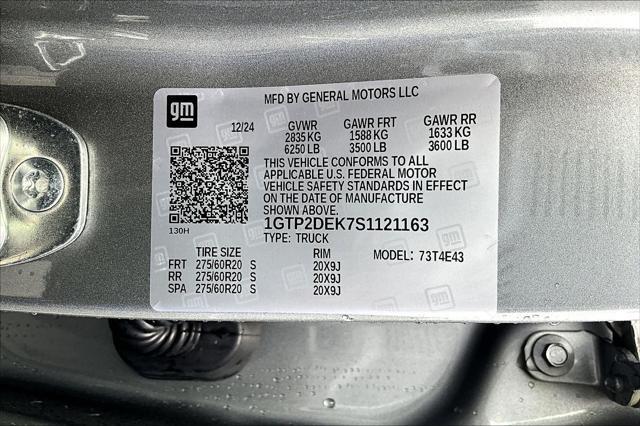 gm
MFD BY GENERAL MOTORS LLC
12/24 GVWR GAWR FRT GAWR RR
2835 KG 1588 KG 1633 KG
6250 LB 3500 LB 3600 LB
THIS VEHICLE CONFORMS TO ALL
APPLICABLE U.S. FEDERAL MOTOR
VEHICLE SAFETY STANDARDS IN EFFECT
ON THE DATE OF MANUFACTURE
SHOWN ABOVE.
130H
1GTP2DEK7S1121163
TYPE: TRUCK
TIRE SIZE RIM MODEL: 73T4E43
FRT 275/60R20 S 20X9J
RR 275/60R20 S 20X9J
SPA 275/60R20 S 20X9J